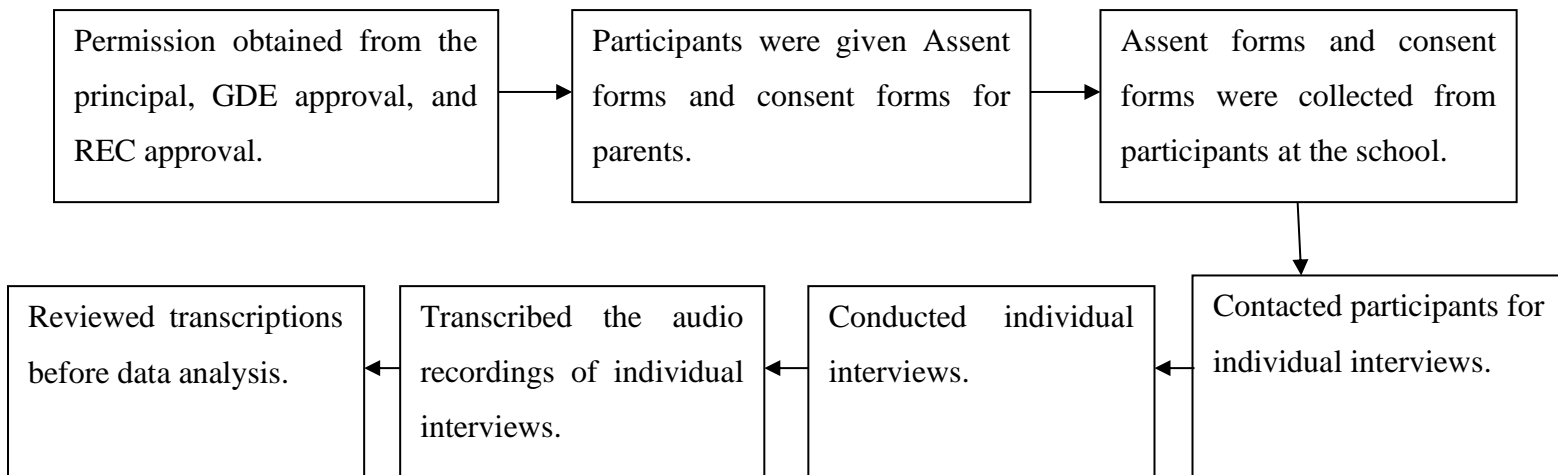 Permission obtained from the
principal, GDE approval, and
REC approval.
Participants were given Assent
forms and consent forms for
parents.
Assent forms and consent
forms were collected from
participants at the school.
Contacted participants for
individual interviews.
Conducted individual
interviews.
Transcribed the audio
recordings of individual
interviews.
Reviewed transcriptions
before data analysis.